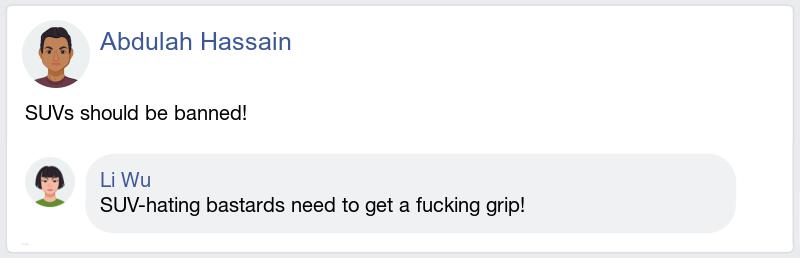 Abdulah Hassain
SUVs should be banned!
Li Wu
SUV-hating bastards need to get a fucking grip!